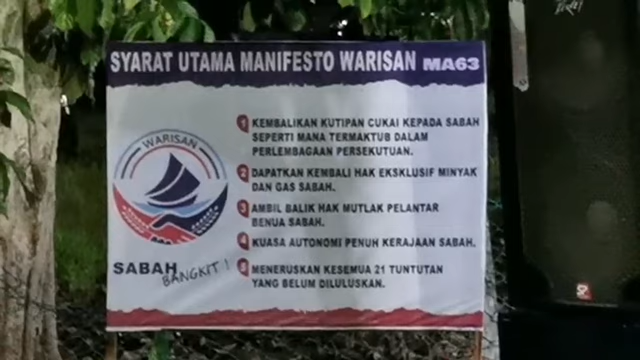 SYARAT UTAMA MANIFESTO WARISAN MA63
WARISAN
SABAH
BANGKIT !
1 KEMBALIKAN KUTIPAN CUKAI KEPADA SABAH
SEPERTI MANA TERMAKTUB DALAM
PERLEMBAGAAN PERSEKUTUAN.
2 DAPATKAN KEMBALI HAK EKSKLUSIF MINYAK
DAN GAS SABAH.
3 AMBIL BALIK HAK MUTLAK PELANTAR
BENUA SABAH.
4 KUASA AUTONOMI PENUH KERAJAAN SABAH.
5 MENERUSKAN KESEMUA 21 TUNTUTAN
YANG BELUM DILULUSKAN.